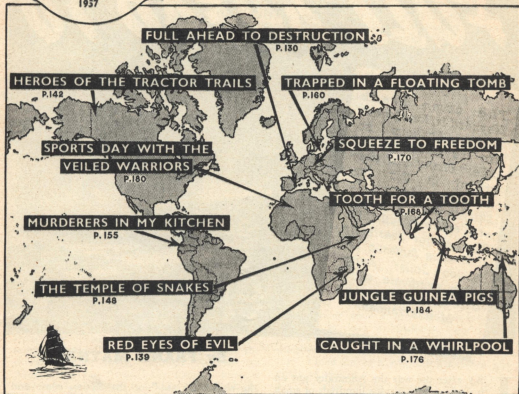 1957
FULL AHEAD TO DESTRUCTION
P.130
HEROES OF THE TRACTOR TRAILS
P.142
TRAPPED IN A FLOATING TOMB
P.160
SPORTS DAY WITH THE
VEILED WARRIORS
P.180
SQUEEZE TO FREEDOM
P.170
TOOTH FOR A TOOTH
P.168
MURDERERS IN MY KITCHEN
P.155
THE TEMPLE OF SNAKES
P.148
JUNGLE GUINEA PIGS
P.184
RED EYES OF EVIL
P.139
CAUGHT IN A WHIRLPOOL
P.176